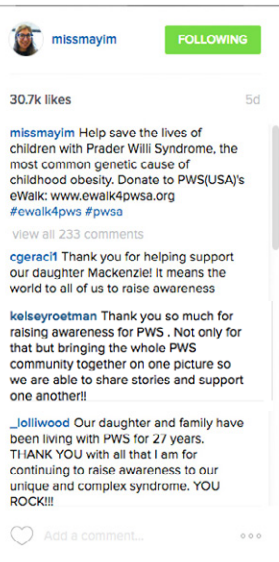 missmayim
FOLLOWING
30.7k likes
5d
missmayim Help save the lives of
children with Prader Willi Syndrome, the
most common genetic cause of
childhood obesity. Donate to PWS(USA)'s
eWalk: www.ewalk4pwsa.org
#ewalk4pws #pwsa
view all 233 comments
cgeraci1 Thank you for helping support
our daughter Mackenzie! It means the
world to all of us to raise awareness
kelseyroetman Thank you so much for
raising awareness for PWS . Not only for
that but bringing the whole PWS
community together on one picture so
we are able to share stories and support
one another!!
_lolliwood Our daughter and family have
been living with PWS for 27 years.
THANK YOU with all that I am for
continuing to raise awareness to our
unique and complex syndrome. YOU
ROCK!!!
Add a comment...